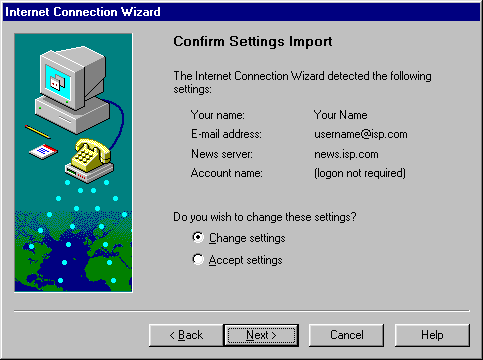 Internet Connection Wizard
Confirm Settings Import
The Internet Connection Wizard detected the following
settings:
Your name: Your Name
E-mail address: username@isp.com
News server: news.isp.com
Account name: (logon not required)
Do you wish to change these settings?
Change settings
Accept settings
< Back Next > Cancel Help